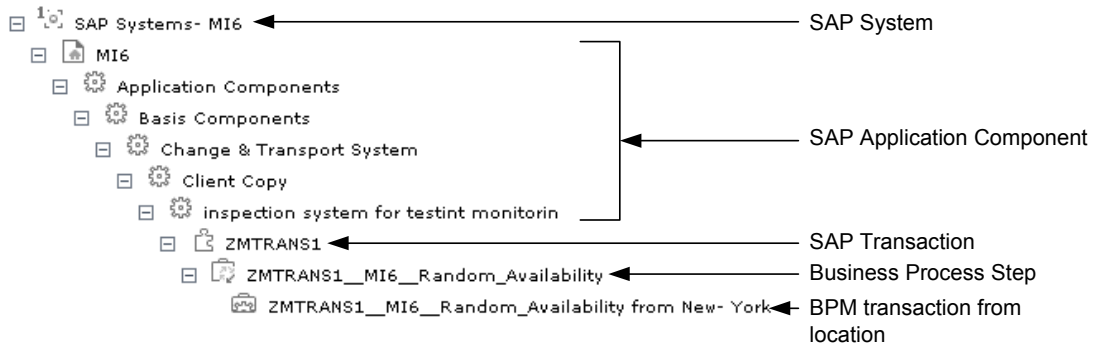 1 SAP Systems- MI6 SAP System
MI6
Application Components
Basis Components
Change & Transport System SAP Application Component
Client Copy
inspection system for testint monitorin
ZMTRANS1 SAP Transaction
ZMTRANS1__MI6__Random_Availability Business Process Step
ZMTRANS1__MI6__Random_Availability from New- York BPM transaction from
location